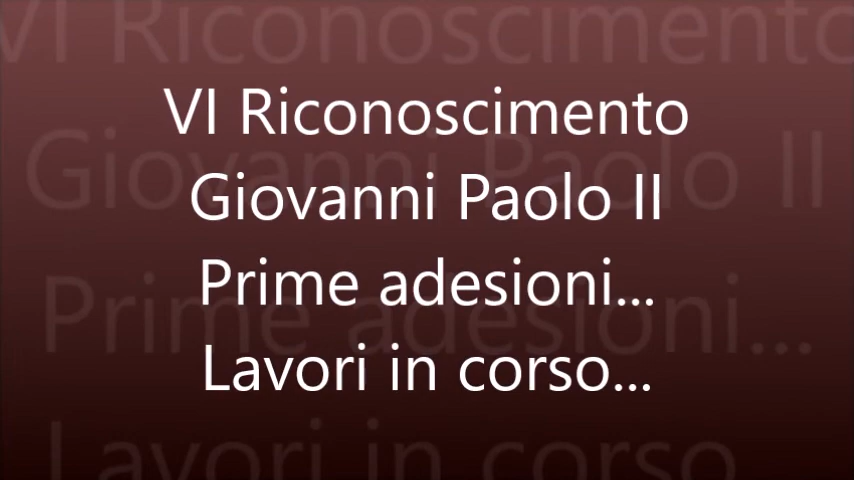 VI Riconoscimento
Giovanni Paolo II
Prime adesioni...
Lavori in corso...